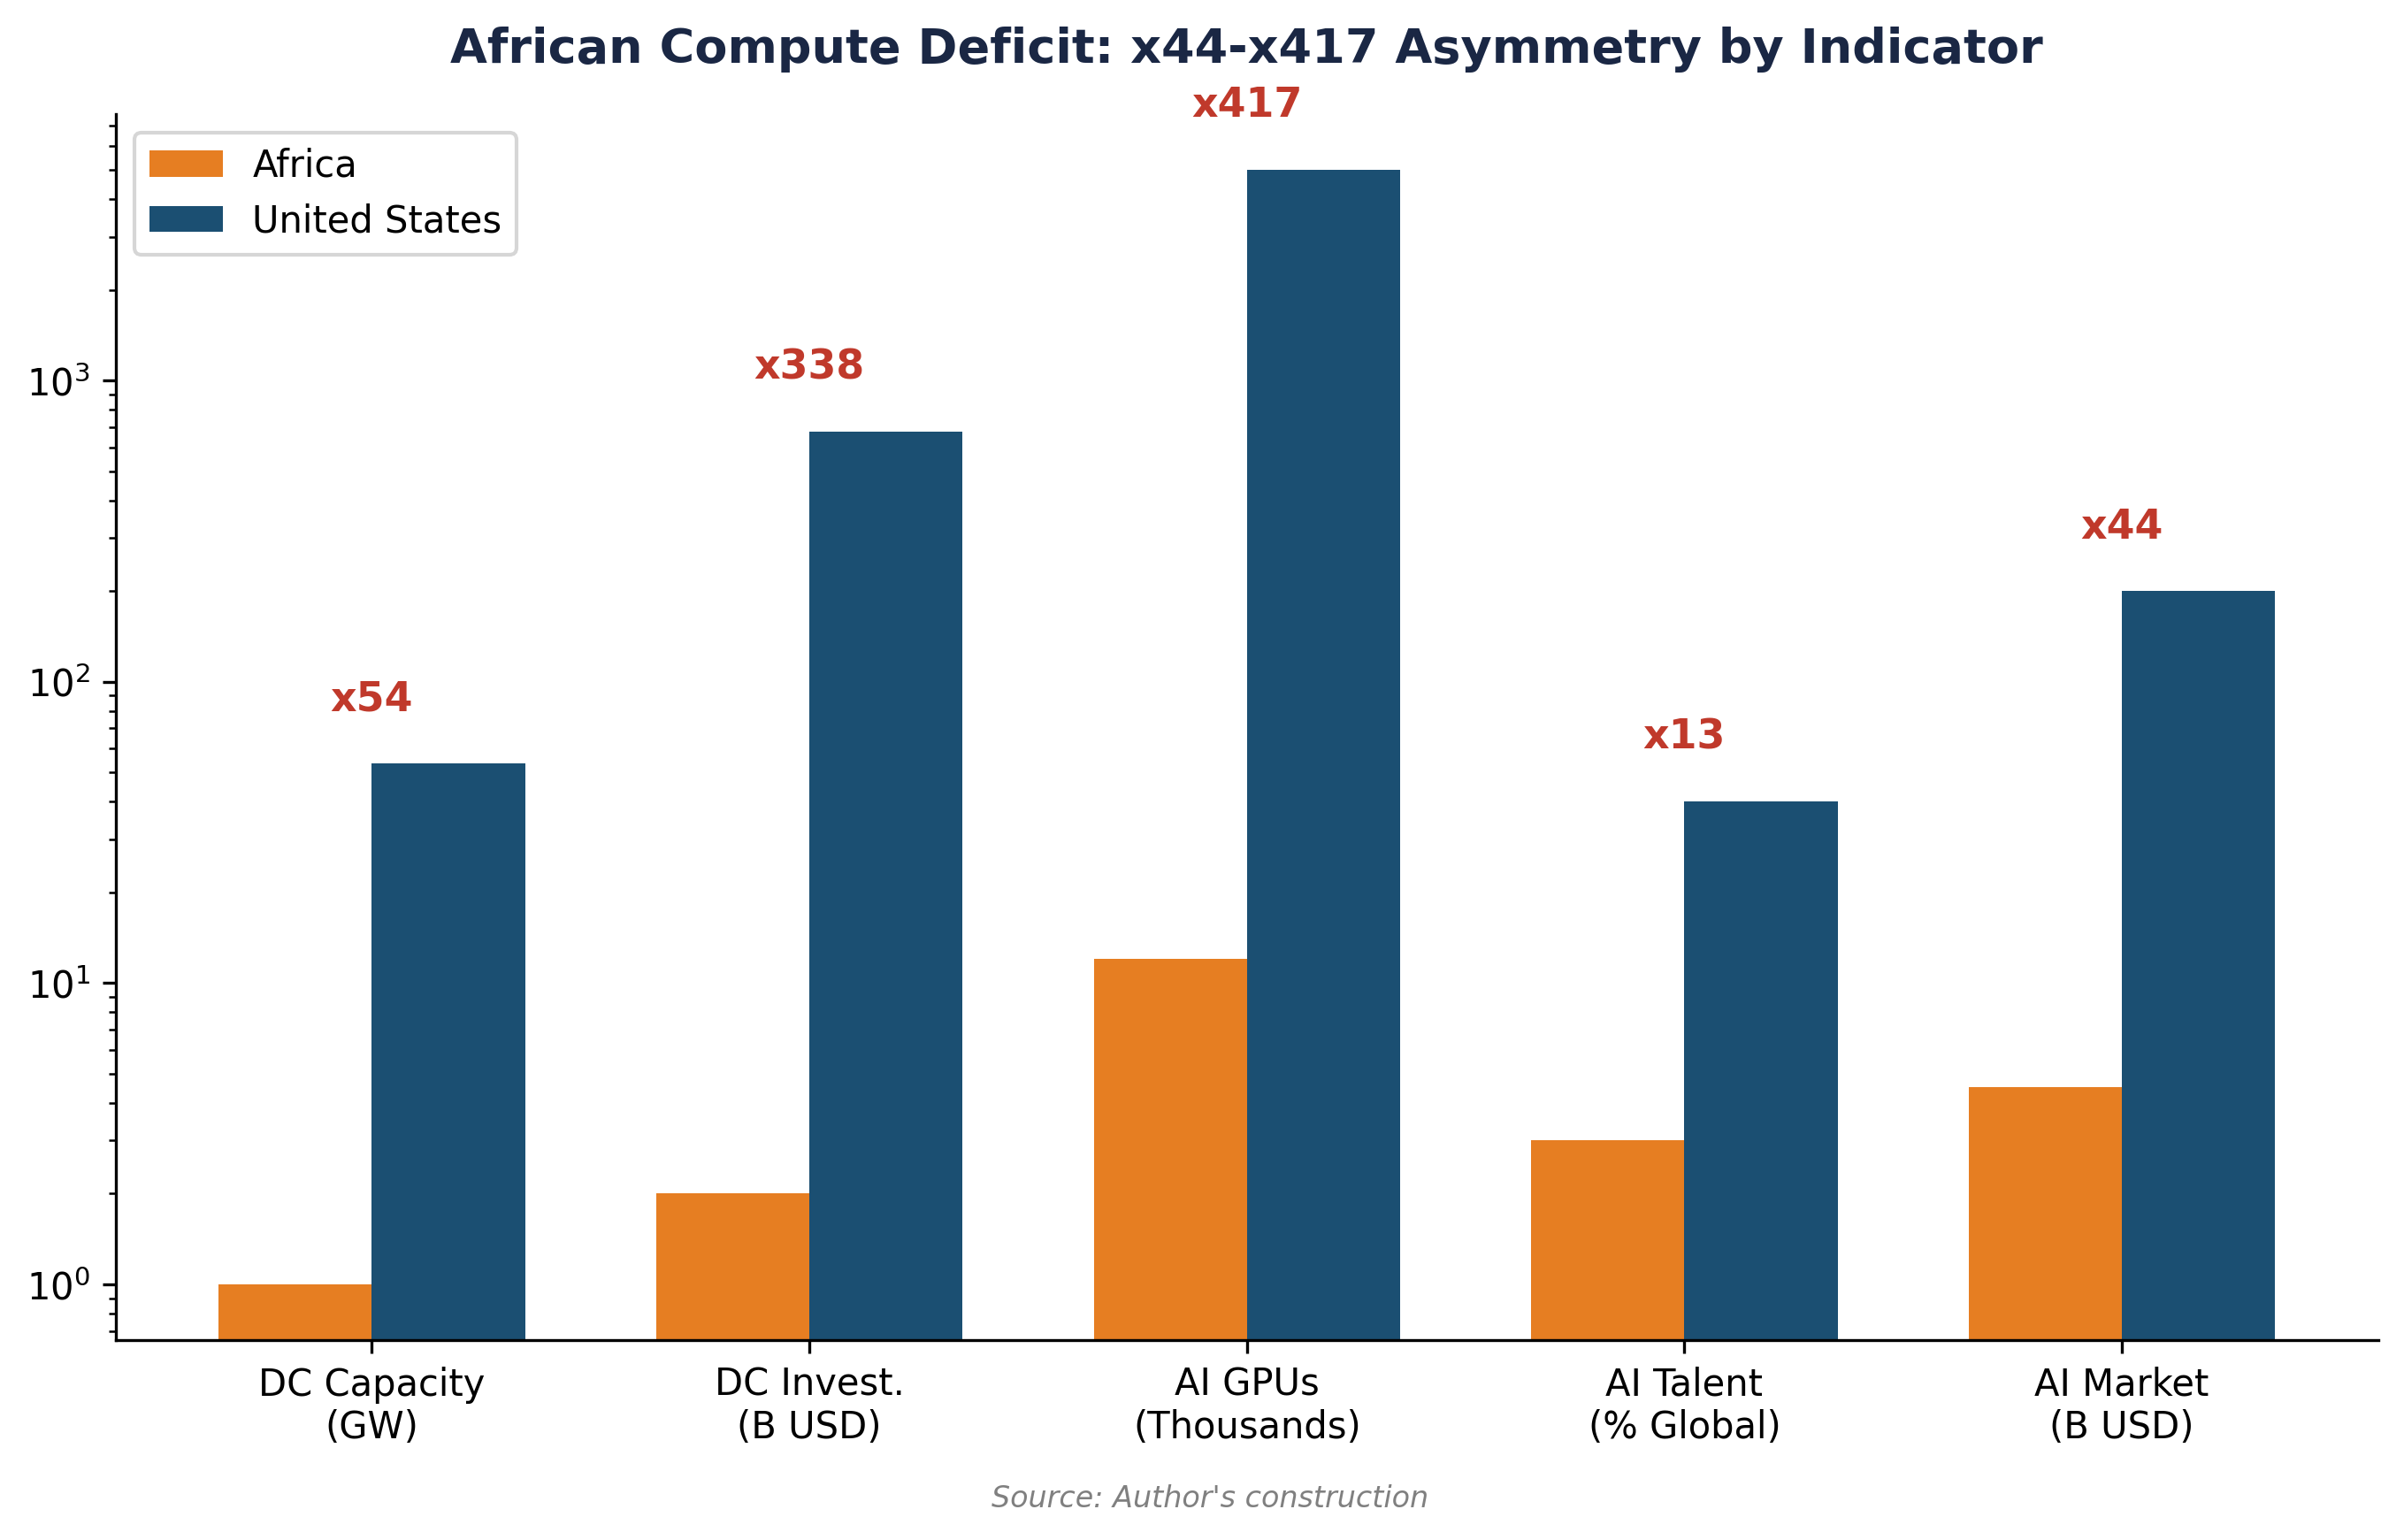 African Compute Deficit: x44-x417 Asymmetry by Indicator
Africa
United States
x54
x338
x417
x13
x44
10³
10²
10¹
10⁰
DC Capacity
(GW)
DC Invest.
(B USD)
AI GPUs
(Thousands)
AI Talent
(% Global)
AI Market
(B USD)
Source: Author's construction